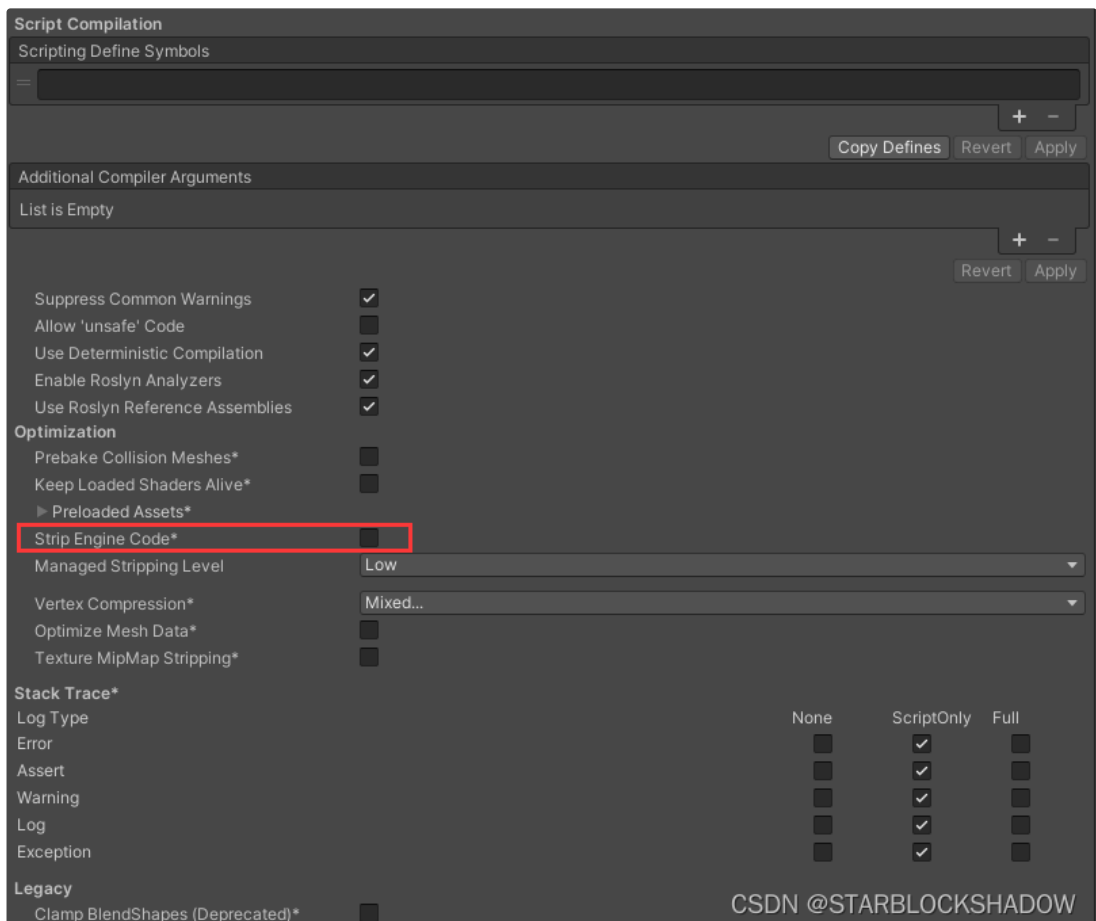 Script Compilation
Scripting Define Symbols
+ −
Copy Defines Revert Apply
Additional Compiler Arguments
List is Empty
+ −
Revert Apply
Suppress Common Warnings
Allow 'unsafe' Code
Use Deterministic Compilation
Enable Roslyn Analyzers
Use Roslyn Reference Assemblies
Optimization
Prebake Collision Meshes*
Keep Loaded Shaders Alive*
Preloaded Assets*
Strip Engine Code*
Managed Stripping Level Low
Vertex Compression* Mixed...
Optimize Mesh Data*
Texture MipMap Stripping*
Stack Trace*
Log Type None ScriptOnly Full
Error
Assert
Warning
Log
Exception
Legacy
Clamp BlendShapes (Deprecated)*
CSDN @STARBLOCKSHADOW